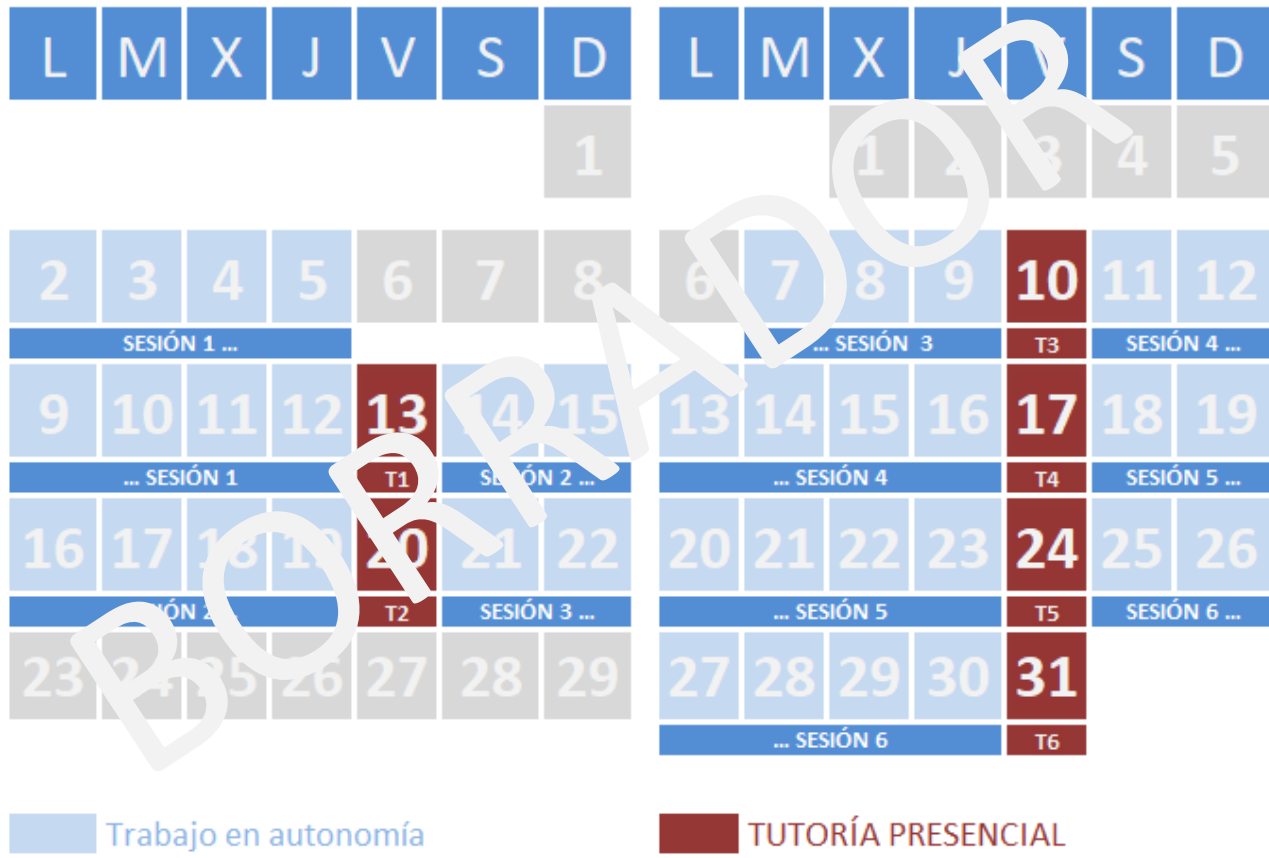 L M X J V S D L M X J V S D
1 1 2 3 4 5
2 3 4 5 6 7 8 6 7 8 9 10 11 12
SESIÓN 1 ... ... SESIÓN 3 T3 SESIÓN 4 ...
9 10 11 12 13 14 15 13 14 15 16 17 18 19
... SESIÓN 1 T1 SESIÓN 2 ... ... SESIÓN 4 T4 SESIÓN 5 ...
16 17 18 19 20 21 22 20 21 22 23 24 25 26
... SESIÓN 2 T2 SESIÓN 3 ... ... SESIÓN 5 T5 SESIÓN 6 ...
23 24 25 26 27 28 29 27 28 29 30 31
... SESIÓN 6 T6
BORRADOR
Trabajo en autonomía TUTORÍA PRESENCIAL